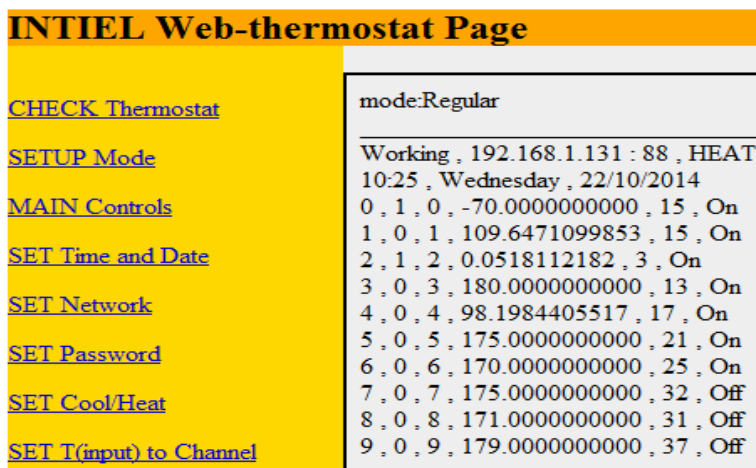 INTIEL Web-thermostat Page
CHECK Thermostat
SETUP Mode
MAIN Controls
SET Time and Date
SET Network
SET Password
SET Cool/Heat
SET T(input) to Channel
mode:Regular
Working , 192.168.1.131 : 88 , HEAT
10:25 , Wednesday , 22/10/2014
0 , 1 , 0 , -70.0000000000 , 15 , On
1 , 0 , 1 , 109.6471099853 , 15 , On
2 , 1 , 2 , 0.0518112182 , 3 , On
3 , 0 , 3 , 180.0000000000 , 13 , On
4 , 0 , 4 , 98.1984405517 , 17 , On
5 , 0 , 5 , 175.0000000000 , 21 , On
6 , 0 , 6 , 170.0000000000 , 25 , On
7 , 0 , 7 , 175.0000000000 , 32 , Off
8 , 0 , 8 , 171.0000000000 , 31 , Off
9 , 0 , 9 , 179.0000000000 , 37 , Off